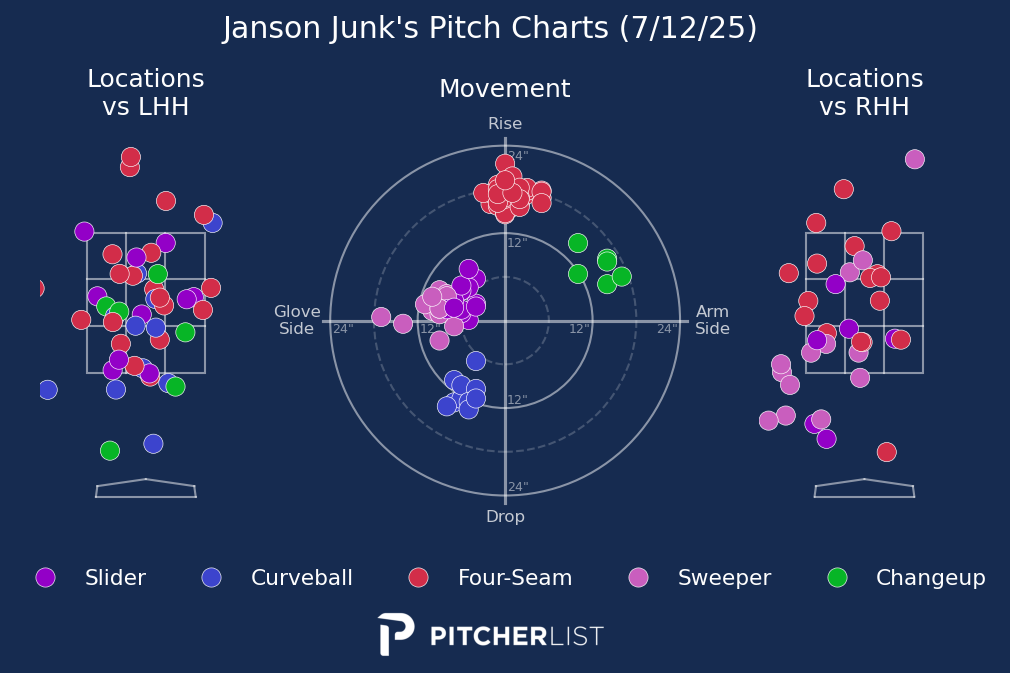 Janson Junk's Pitch Charts (7/12/25)
Locations
vs LHH
Movement
Locations
vs RHH
Rise
24"
12"
Glove
Side
24"
12"
12"
24"
Arm
Side
12"
24"
Drop
Slider
Curveball
Four-Seam
Sweeper
Changeup
PITCHERLIST